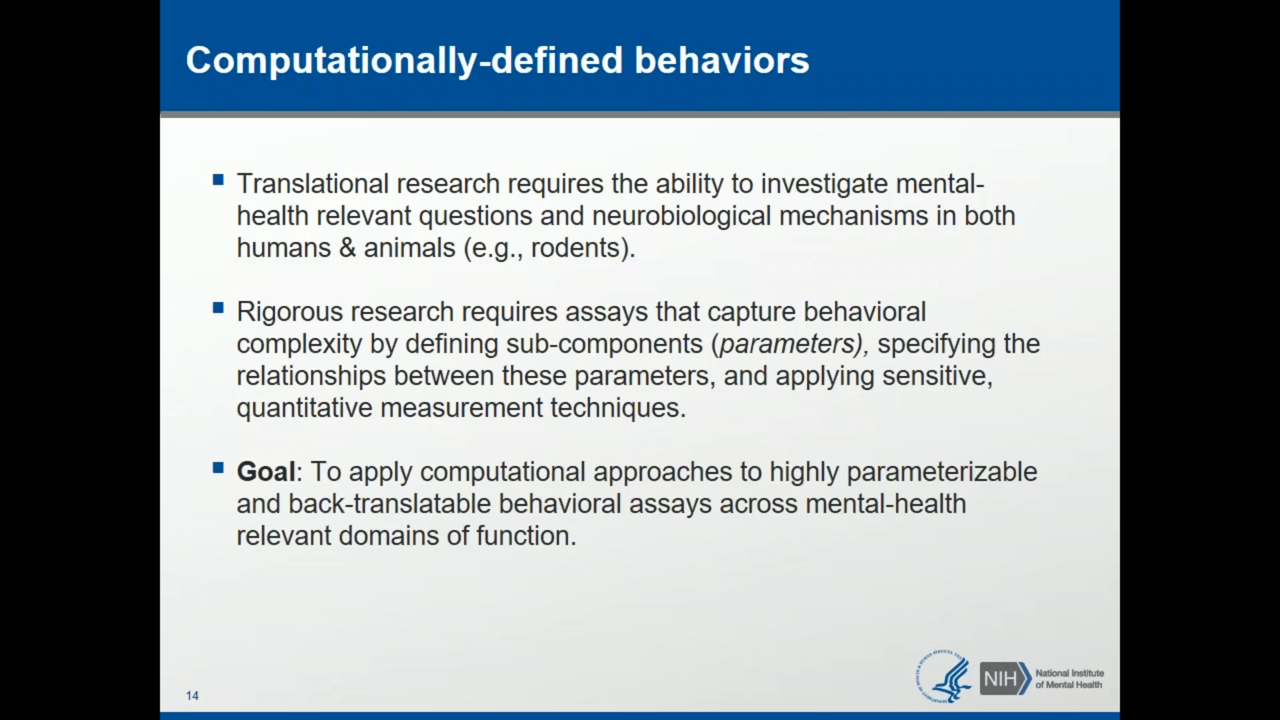 Computationally-defined behaviors
Translational research requires the ability to investigate mental-
health relevant questions and neurobiological mechanisms in both
humans & animals (e.g., rodents).
Rigorous research requires assays that capture behavioral
complexity by defining sub-components (parameters), specifying the
relationships between these parameters, and applying sensitive,
quantitative measurement techniques.
Goal: To apply computational approaches to highly parameterizable
and back-translatable behavioral assays across mental-health
relevant domains of function.
14
NIH
National Institute
of Mental Health